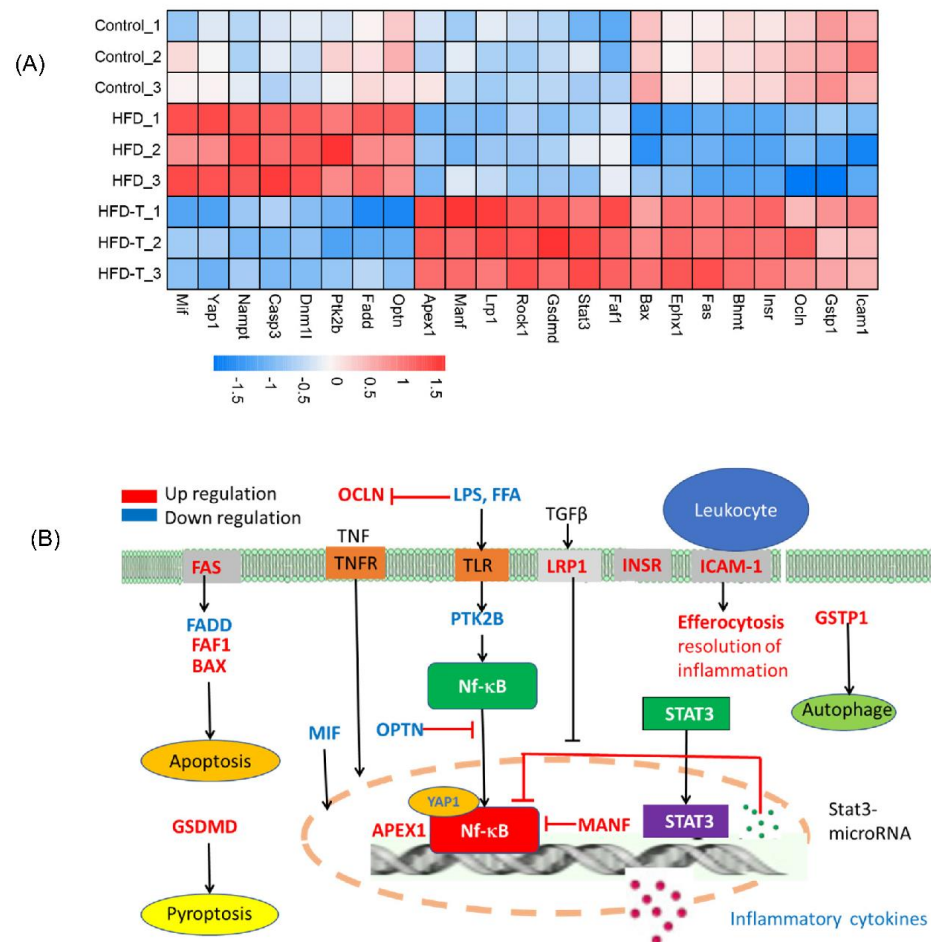 (A)
Control_1
Control_2
Control_3
HFD_1
HFD_2
HFD_3
HFD-T_1
HFD-T_2
HFD-T_3
Mif
Yap1
Nampt
Casp3
Dnm1l
Ptk2b
Fadd
Optn
Apex1
Manf
Lrp1
Rock1
Gsdmd
Stat3
Faf1
Bax
Ephx1
Fas
Bhmt
Insr
Ocln
Gstp1
Icam1
-1.5
-1
-0.5
0
0.5
1
1.5
(B)
Up regulation
Down regulation
OCLN
LPS, FFA
TNF
TGFβ
Leukocyte
FAS
TNFR
TLR
LRP1
INSR
ICAM-1
FADD
FAF1
BAX
PTK2B
Efferocytosis
resolution of
inflammation
GSTP1
Nf-κB
STAT3
Autophage
MIF
OPTN
Apoptosis
YAP1
GSDMD
APEX1
Nf-κB
MANF
STAT3
Stat3-
microRNA
Pyroptosis
Inflammatory cytokines